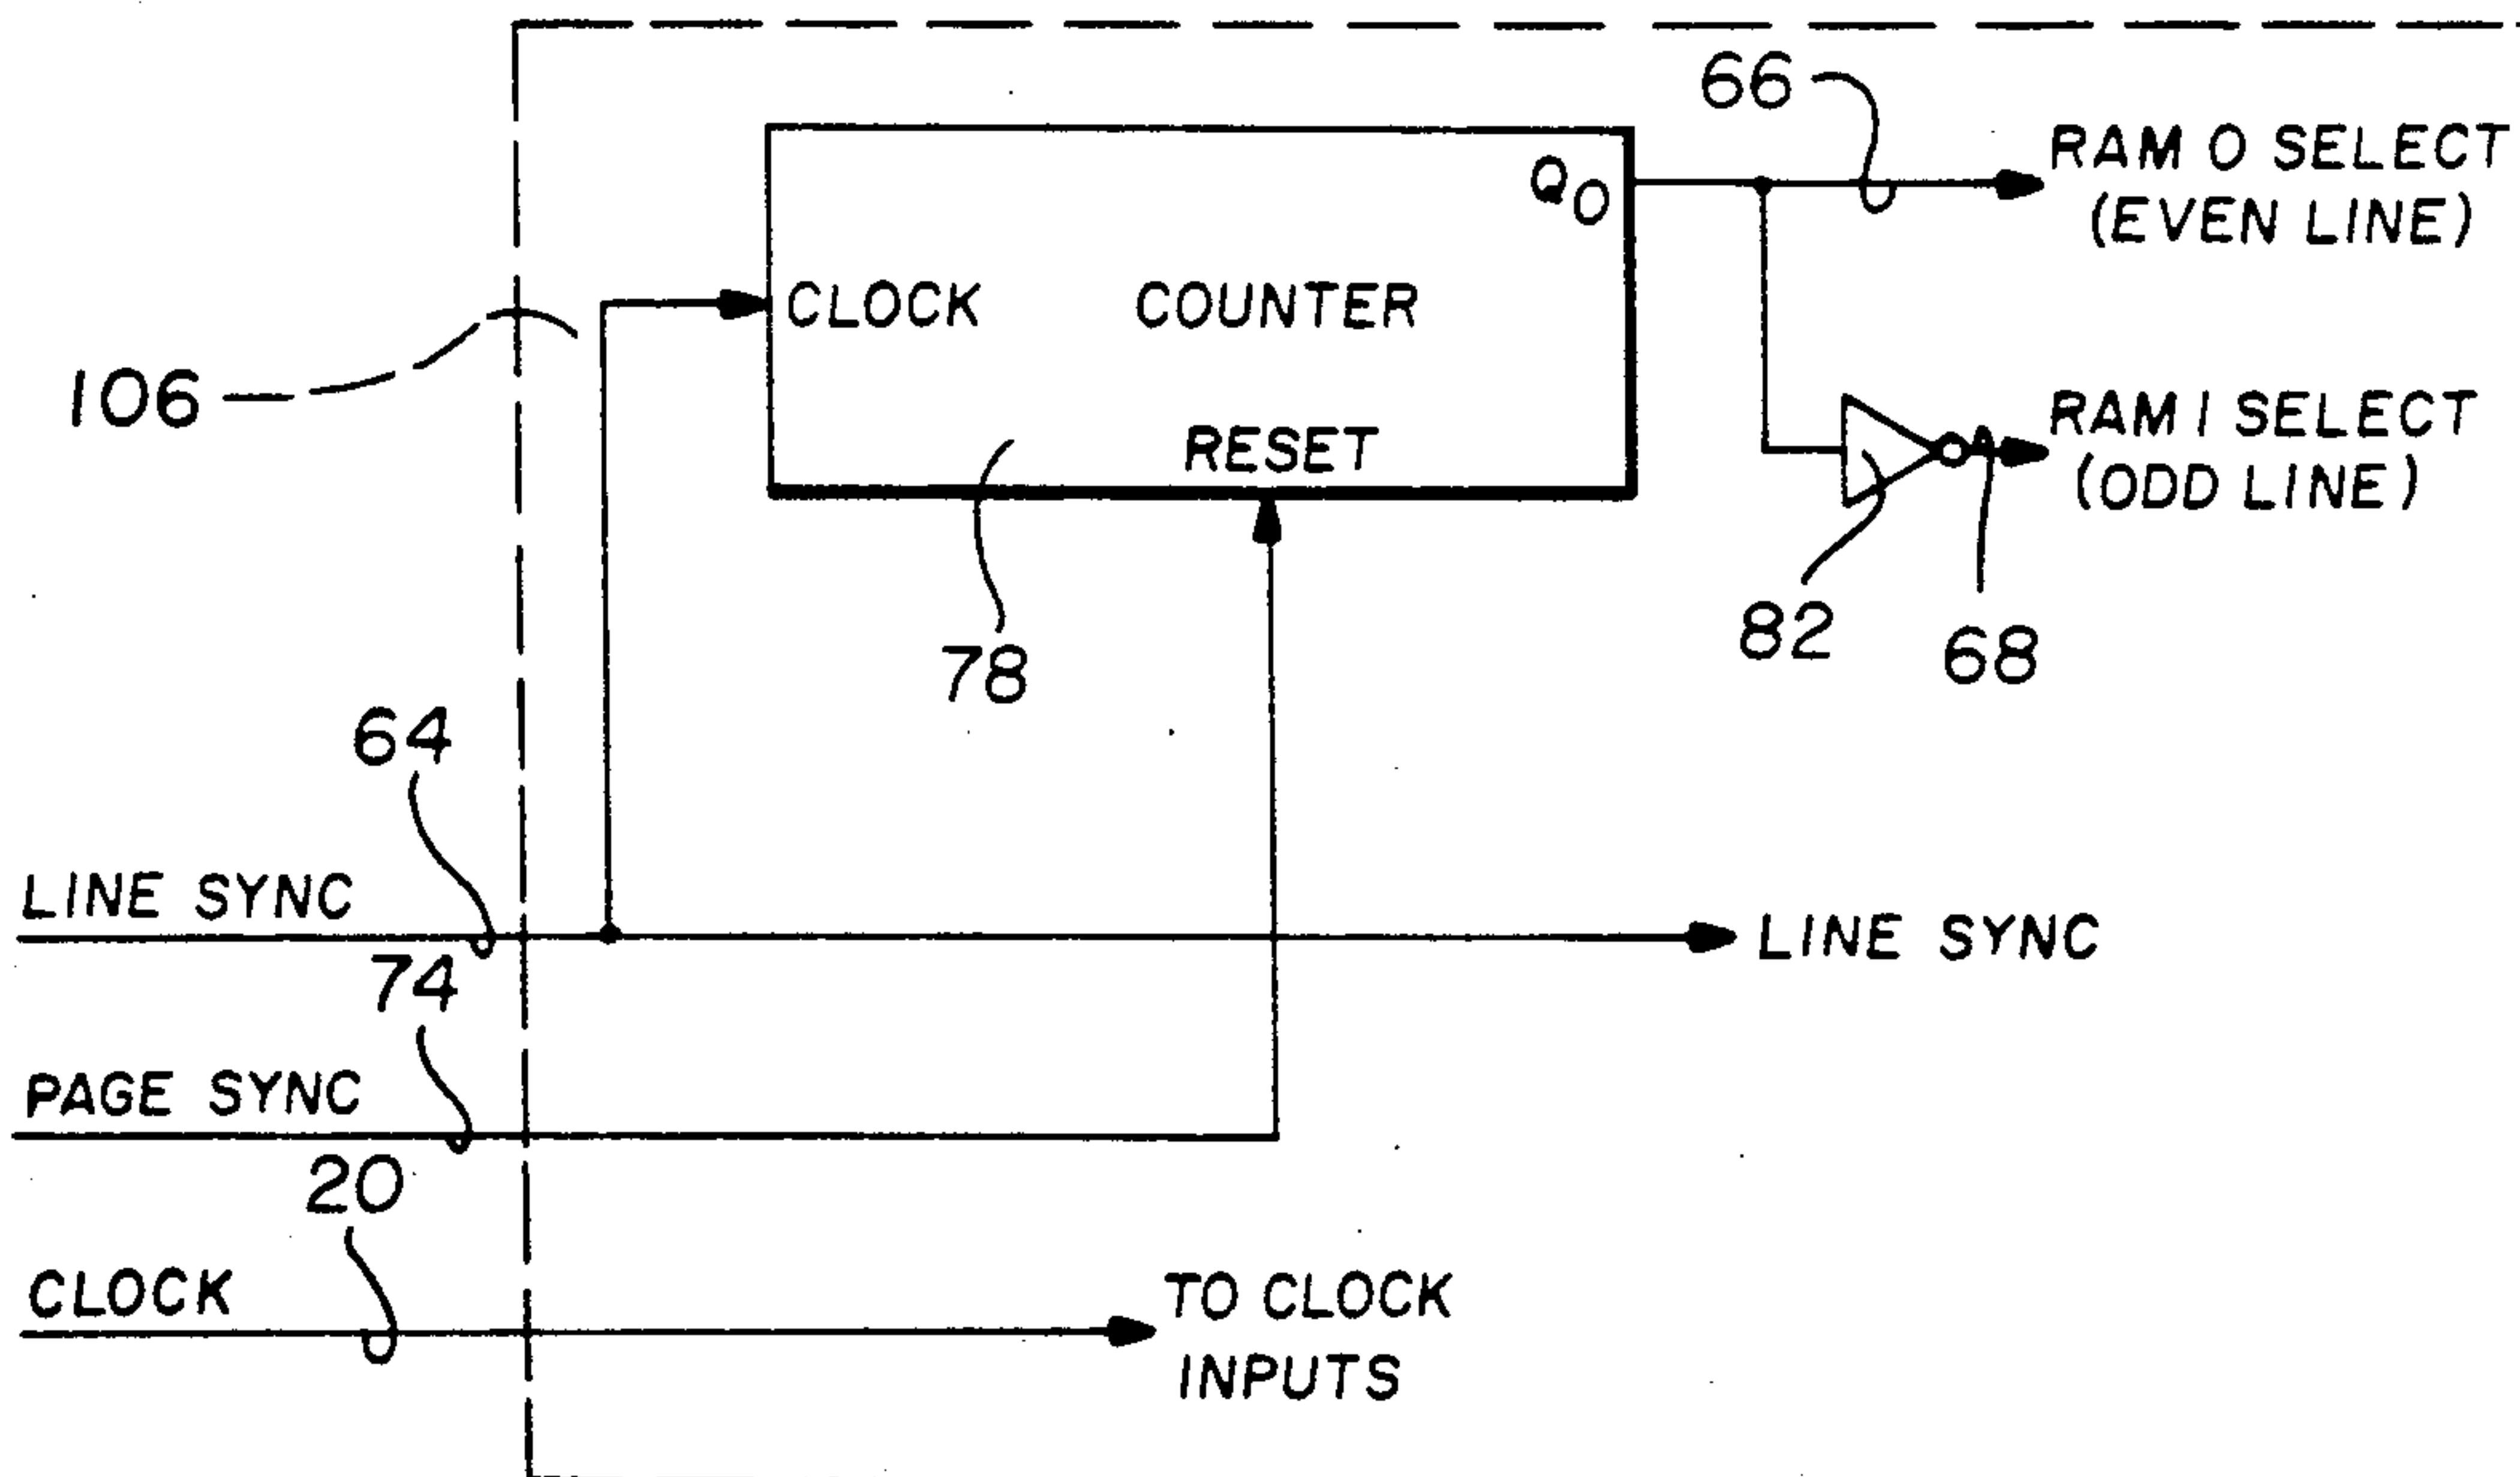 66
RAM 0 SELECT
(EVEN LINE)
Q0
CLOCK COUNTER
106
RESET
RAM 1 SELECT
(ODD LINE)
82
68
78
64
LINE SYNC
LINE SYNC
74
PAGE SYNC
20
CLOCK
TO CLOCK
INPUTS